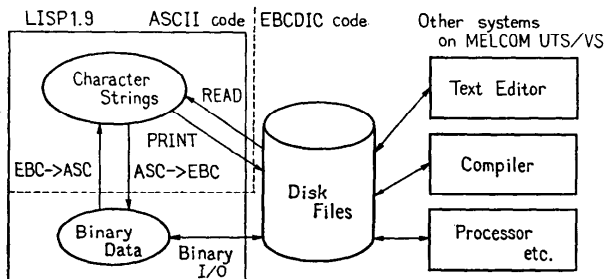 LISP1.9
ASCII code
EBCDIC code
Other systems
on MELCOM UTS/VS
Character
Strings
READ
PRINT
EBC->ASC
ASC->EBC
Binary
Data
Binary
I/O
Disk
Files
Text Editor
Compiler
Processor
etc.